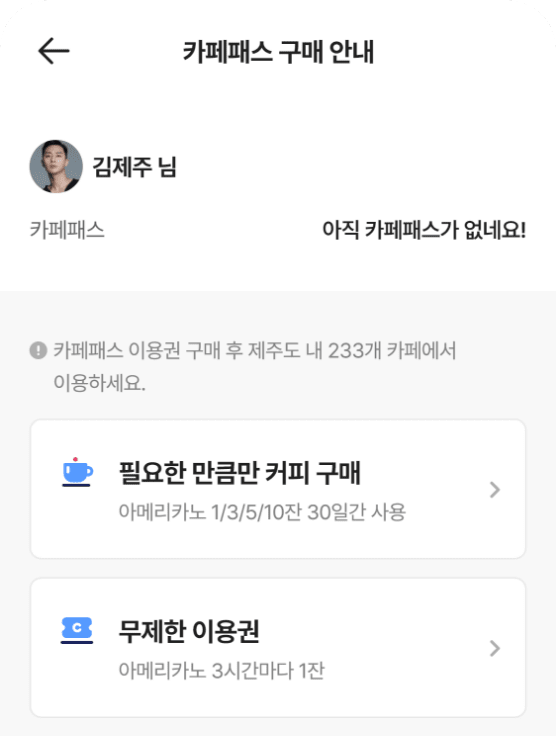 카페패스 구매 안내
김제주 님
카페패스
아직 카페패스가 없네요!
카페패스 이용권 구매 후 제주도 내 233개 카페에서
이용하세요.
필요한 만큼만 커피 구매
아메리카노 1/3/5/10잔 30일간 사용
C
무제한 이용권
아메리카노 3시간마다 1잔